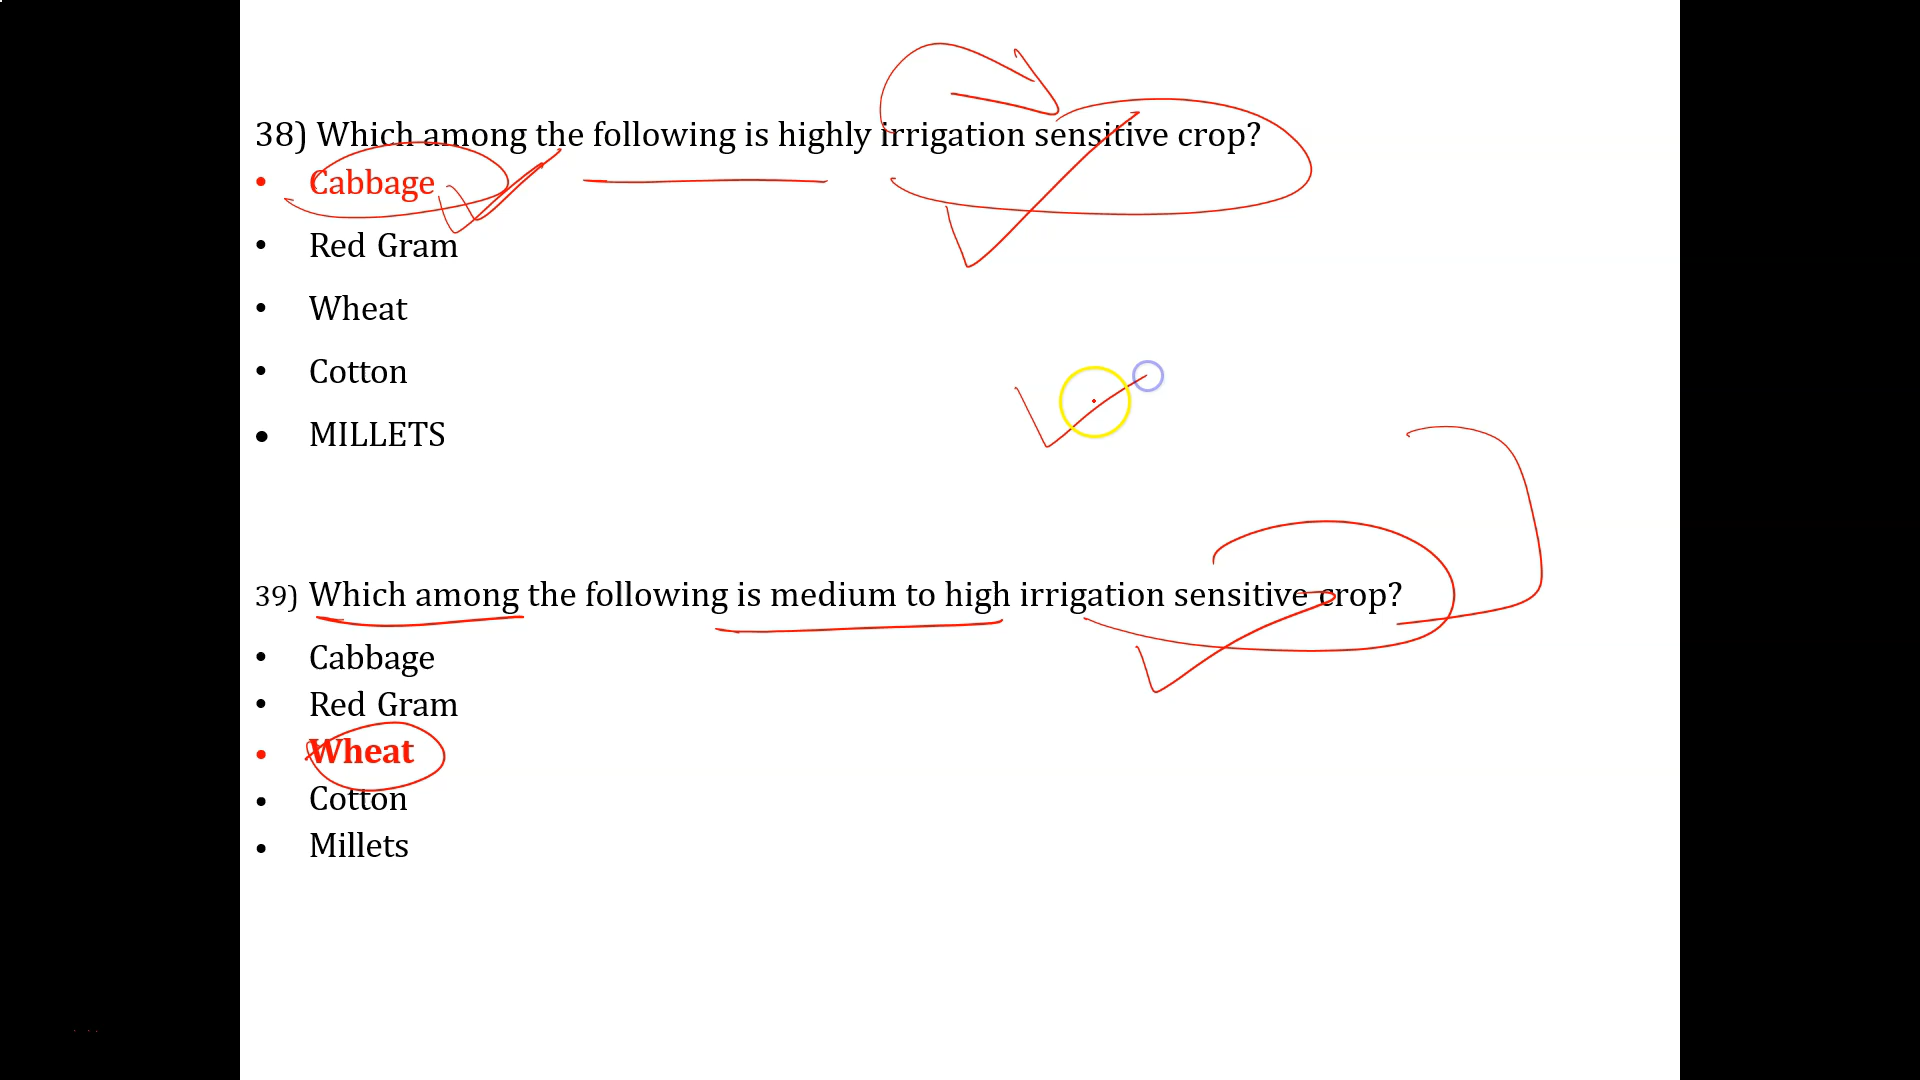 38) Which among the following is highly irrigation sensitive crop?
• Cabbage
• Red Gram
• Wheat
• Cotton
• MILLETS
39) Which among the following is medium to high irrigation sensitive crop?
• Cabbage
• Red Gram
• Wheat
• Cotton
• Millets